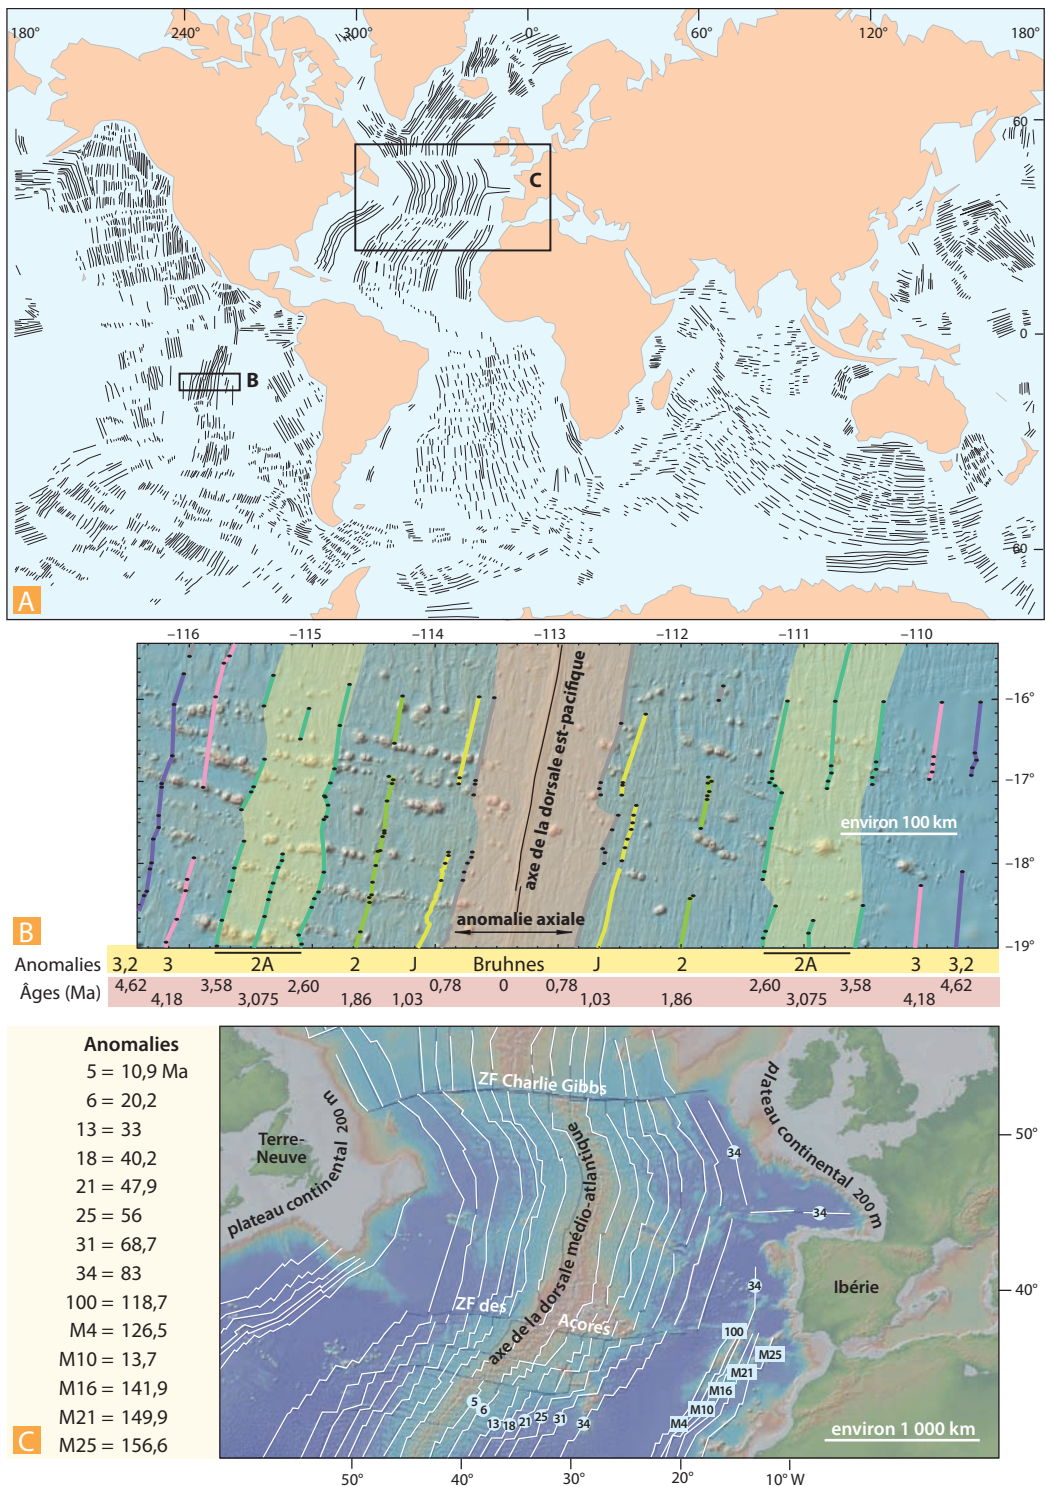 180° 240° 300° 0° 60° 120° 180°
60
C
0
B
60
A
–116 –115 –114 –113 –112 –111 –110
–16°
axe de la dorsale est-pacifique
–17°
environ 100 km
–18°
anomalie axiale
–19°
B
Anomalies 3,2 3 2A 2 J Bruhnes J 2 2A 3 3,2
Âges (Ma) 4,62 4,18 3,58 3,075 2,60 1,86 1,03 0,78 0 0,78 1,03 1,86 2,60 3,075 3,58 4,18 4,62
Anomalies
5 = 10,9 Ma
6 = 20,2
13 = 33
18 = 40,2
21 = 47,9
25 = 56
31 = 68,7
34 = 83
100 = 118,7
M4 = 126,5
M10 = 13,7
M16 = 141,9
M21 = 149,9
M25 = 156,6
C
ZF Charlie Gibbs
plateau continental 200 m
Terre-
Neuve
plateau continental 200 m
axe de la dorsale médio-atlantique
50°
34
34
34
Ibérie
40°
ZF des Açores
100
M25
M21
M16
M10
M4
5
6
13 18 21 25 31 34
environ 1 000 km
50° 40° 30° 20° 10° W